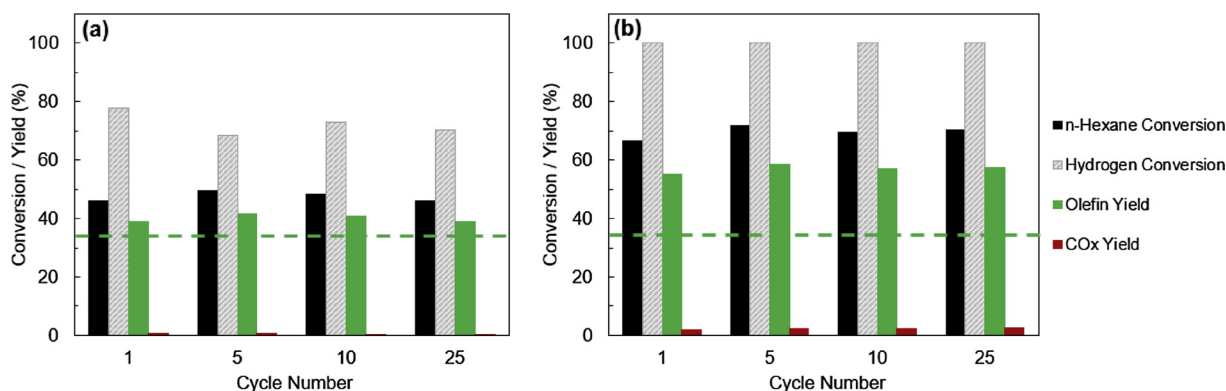 (a)
Conversion / Yield (%)
100
80
60
40
20
0
1 5 10 25
Cycle Number
(b)
Conversion / Yield (%)
100
80
60
40
20
0
1 5 10 25
Cycle Number
n-Hexane Conversion
Hydrogen Conversion
Olefin Yield
COx Yield